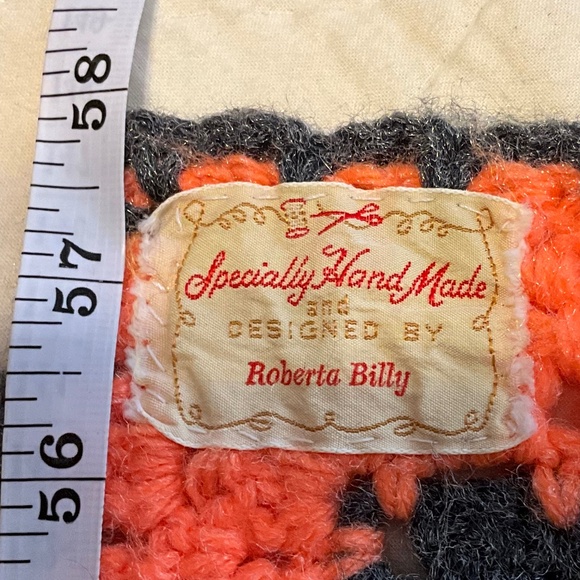 58
57
56
Specially Hand Made
and
DESIGNED BY
Roberta Billy